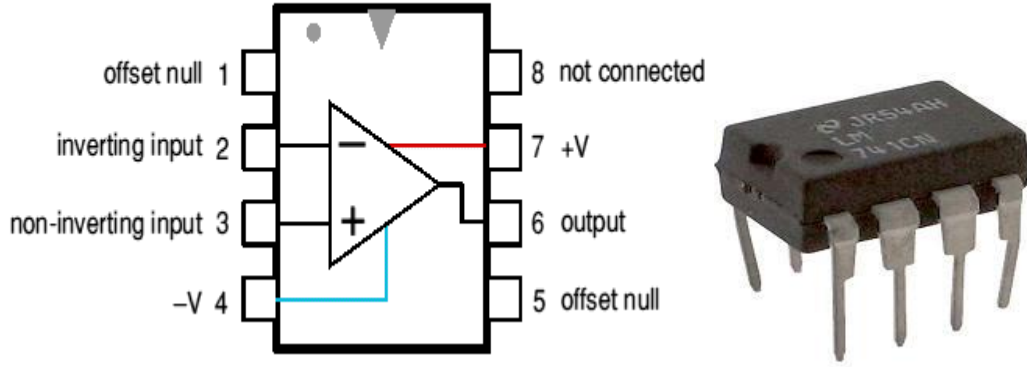 offset null 1
8 not connected
inverting input 2
7 +V
non-inverting input 3
6 output
–V 4
5 offset null
−
+
JR54AH
LM
741CN